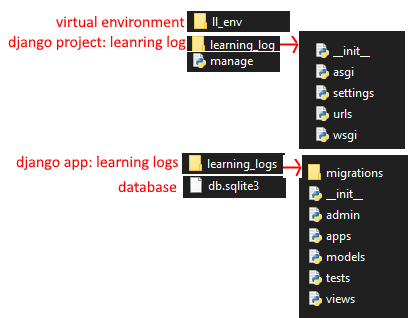 virtual environment ll_env
django project: leanring log learning_log
manage
__init__
asgi
settings
urls
wsgi
django app: learning logs learning_logs
database db.sqlite3
migrations
__init__
admin
apps
models
tests
views